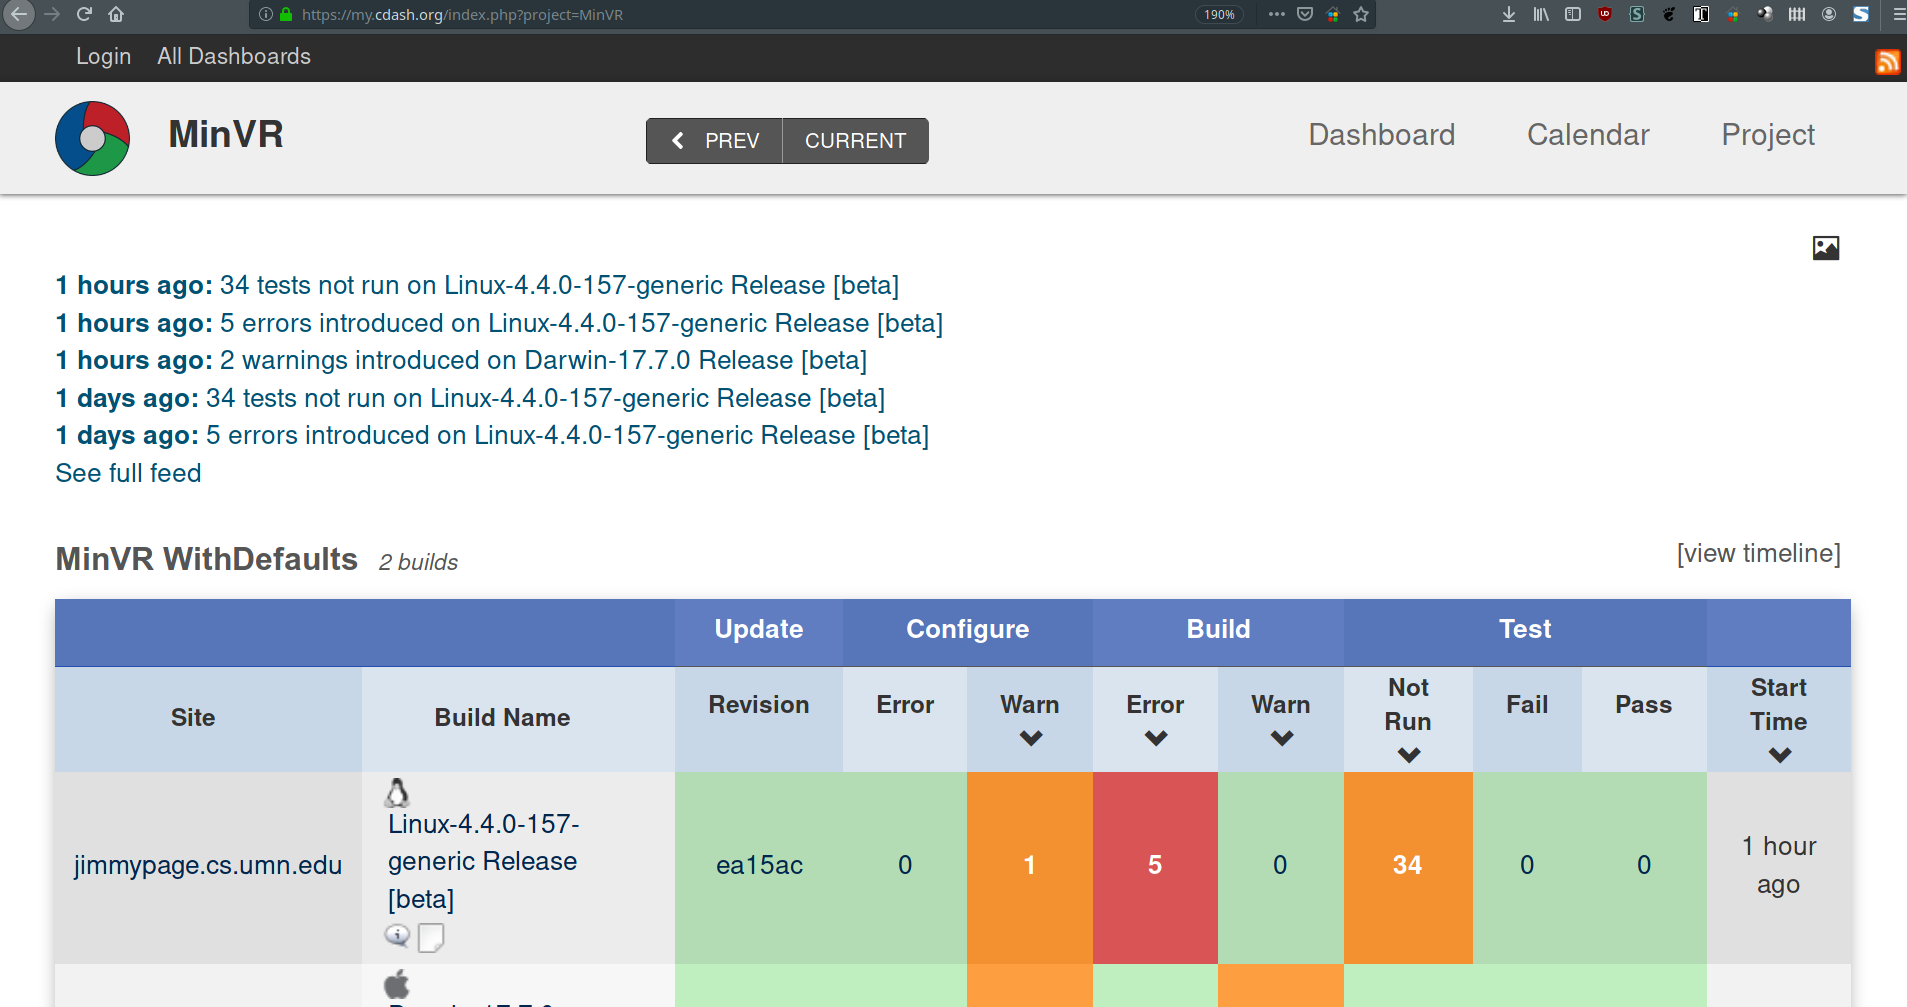 https://my.cdash.org/index.php?project=MinVR
190%
Login All Dashboards
MinVR
PREV CURRENT
Dashboard Calendar Project
1 hours ago: 34 tests not run on Linux-4.4.0-157-generic Release [beta]
1 hours ago: 5 errors introduced on Linux-4.4.0-157-generic Release [beta]
1 hours ago: 2 warnings introduced on Darwin-17.7.0 Release [beta]
1 days ago: 34 tests not run on Linux-4.4.0-157-generic Release [beta]
1 days ago: 5 errors introduced on Linux-4.4.0-157-generic Release [beta]
See full feed
MinVR WithDefaults 2 builds
[view timeline]
Update Configure Build Test
Site Build Name Revision Error Warn Error Warn Not Run Fail Pass Start Time
jimmypage.cs.umn.edu
Linux-4.4.0-157-
generic Release
[beta]
ea15ac 0 1 5 0 34 0 0
1 hour
ago